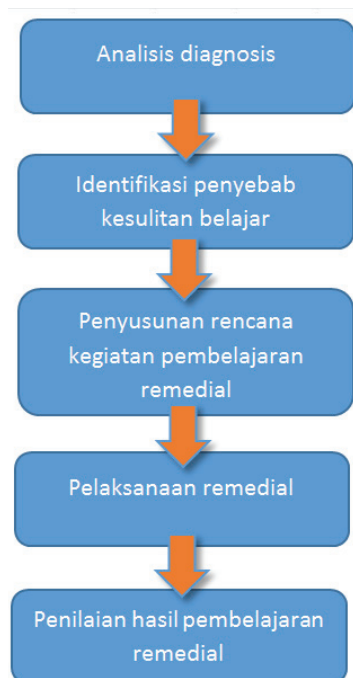 Analisis diagnosis
Identifikasi penyebab
kesulitan belajar
Penyusunan rencana
kegiatan pembelajaran
remedial
Pelaksanaan remedial
Penilaian hasil pembelajaran
remedial